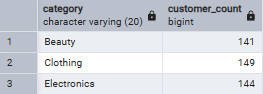 category customer_count
character varying (20) bigint
1 Beauty 141
2 Clothing 149
3 Electronics 144